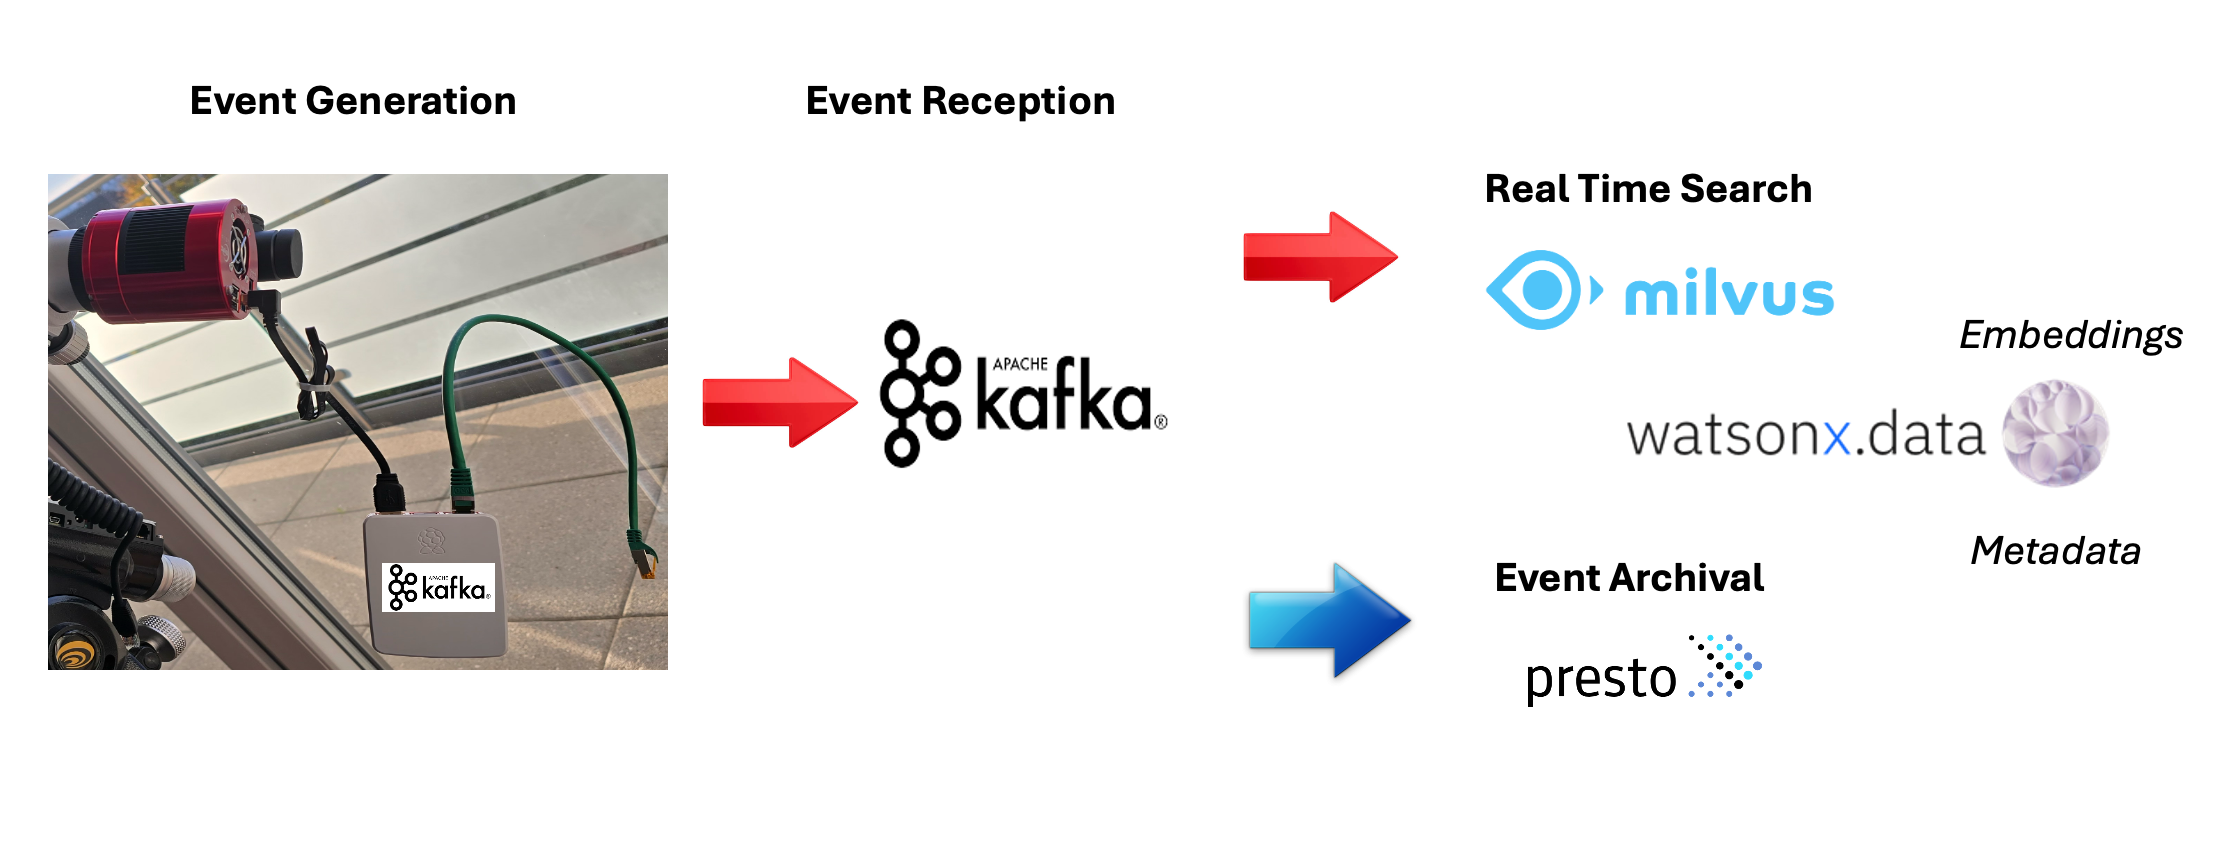 Event Generation
Event Reception
Real Time Search
milvus
Embeddings
APACHE
kafka®
watsonx.data
Metadata
APACHE
kafka®
Event Archival
presto